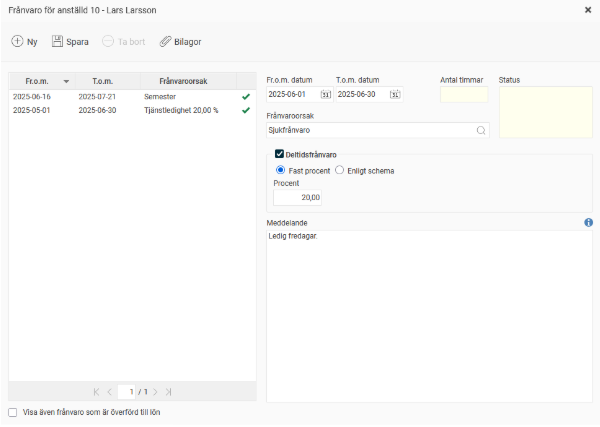 Frånvaro för anställd 10 - Lars Larsson
Ny Spara Ta bort Bilagor
Fr.o.m. T.o.m. Frånvaroorsak
2025-06-16 2025-07-21 Semester
2025-05-01 2025-06-30 Tjänstledighet 20,00 %
1 / 1
Visa även frånvaro som är överförd till lön
Fr.o.m. datum T.o.m. datum Antal timmar Status
2025-06-01 31 2025-06-30 31
Frånvaroorsak
Sjukfrånvaro
Deltidsfrånvaro
Fast procent Enligt schema
Procent
20,00
Meddelande
Ledig fredagar.